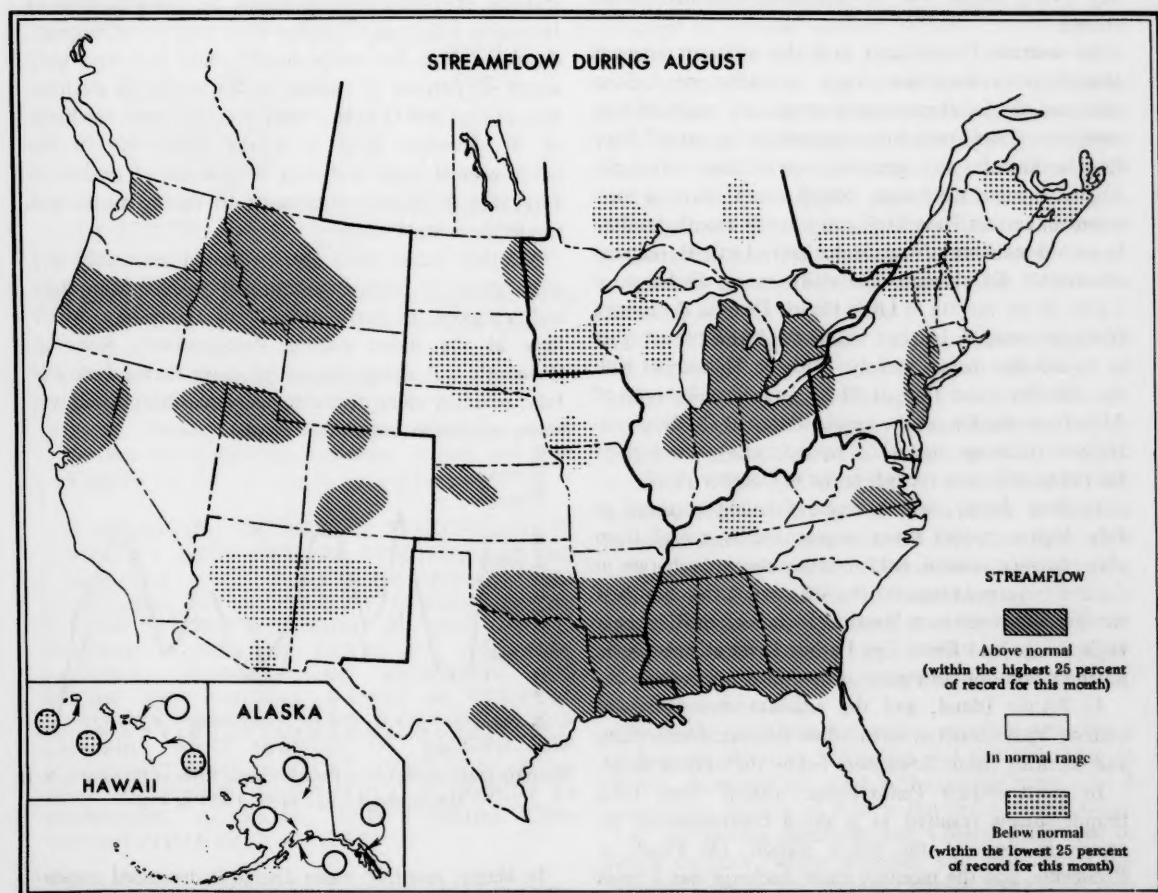 STREAMFLOW DURING AUGUST
ALASKA
HAWAII
STREAMFLOW
Above normal
(within the highest 25 percent
of record for this month)
In normal range
Below normal
(within the lowest 25 percent
of record for this month)